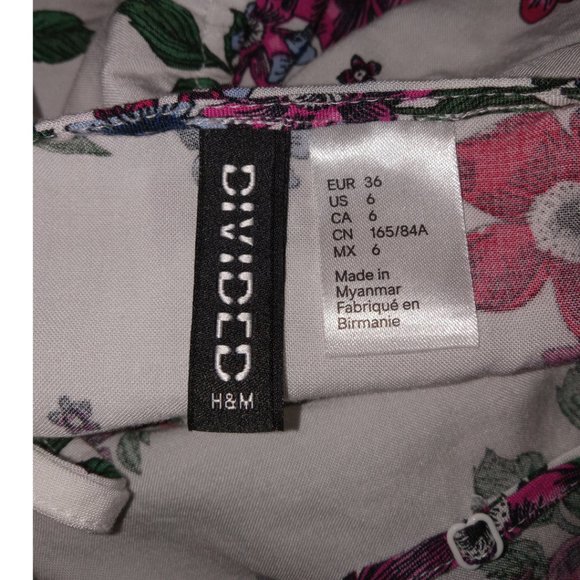 DIVIDED
H&M
EUR 36
US 6
CA 6
CN 165/84A
MX 6
Made in
Myanmar
Fabriqué en
Birmanie